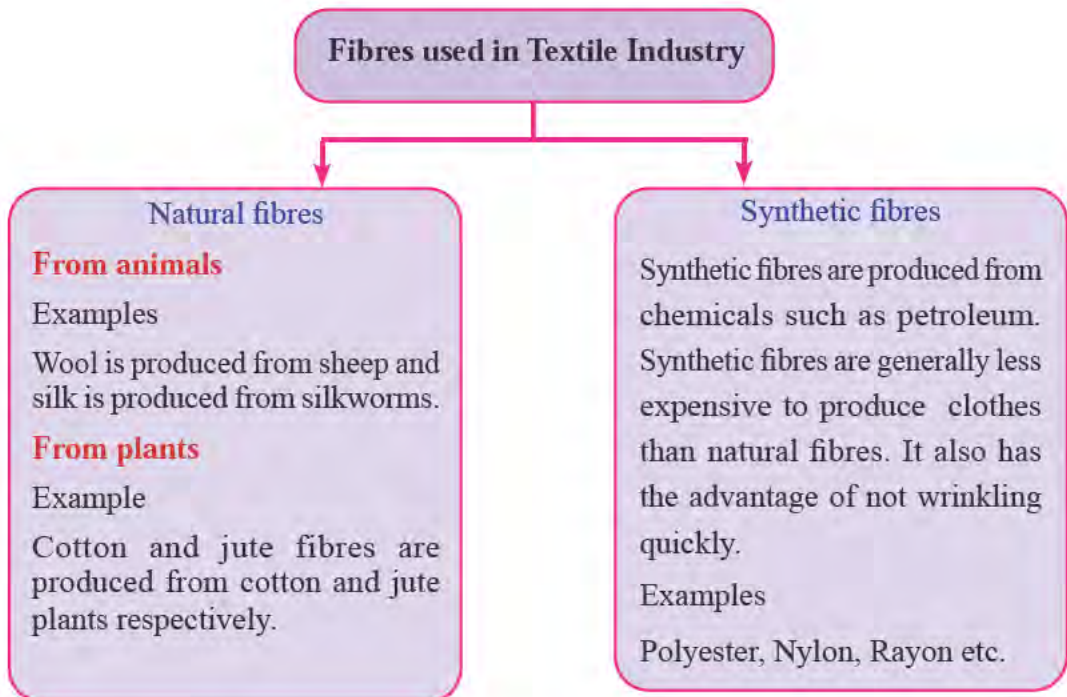 Fibres used in Textile Industry
Natural fibres
From animals
Examples
Wool is produced from sheep and
silk is produced from silkworms.
From plants
Example
Cotton and jute fibres are
produced from cotton and jute
plants respectively.
Synthetic fibres
Synthetic fibres are produced from
chemicals such as petroleum.
Synthetic fibres are generally less
expensive to produce clothes
than natural fibres. It also has
the advantage of not wrinkling
quickly.
Examples
Polyester, Nylon, Rayon etc.